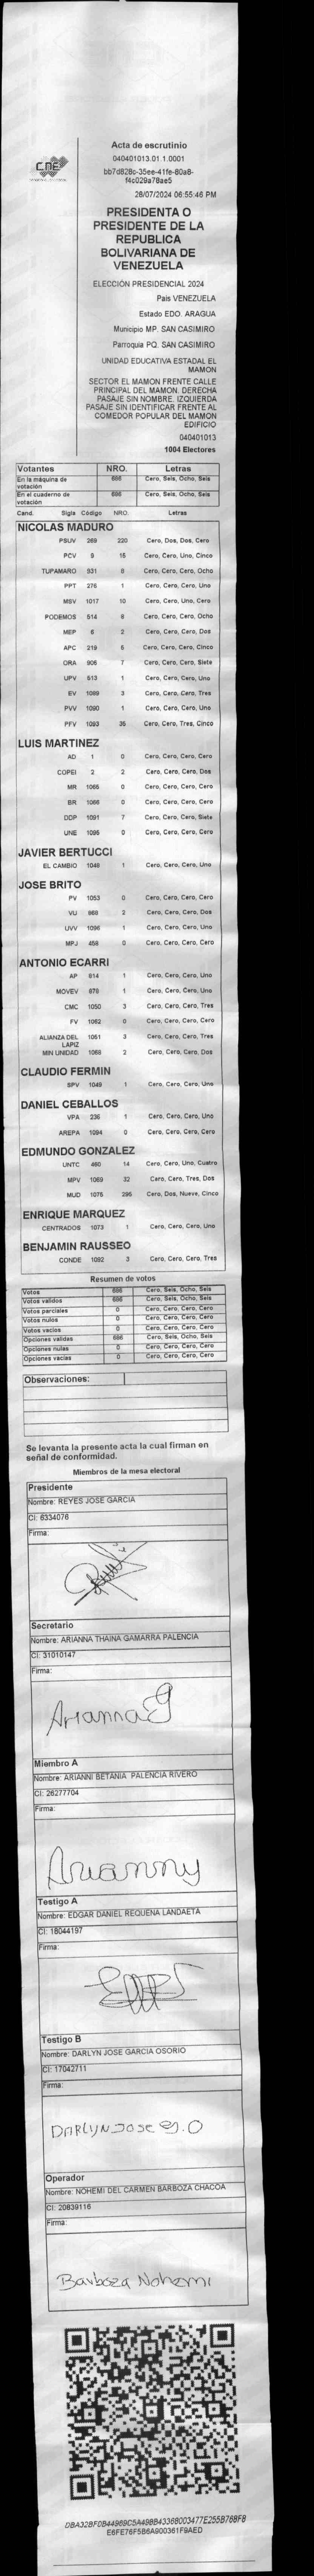 CNE
Acta de escrutinio
040401013.01.1.0001
bb7d828c-35ee-41fe-80a8-
f4c029a78ae5
28/07/2024 06:55:46 PM
PRESIDENTA O
PRESIDENTE DE LA
REPUBLICA
BOLIVARIANA DE
VENEZUELA
ELECCIÓN PRESIDENCIAL 2024
Pais VENEZUELA
Estado EDO. ARAGUA
Municipio MP. SAN CASIMIRO
Parroquia PQ. SAN CASIMIRO
UNIDAD EDUCATIVA ESTADAL EL
MAMON
SECTOR EL MAMON FRENTE CALLE
PRINCIPAL DEL MAMON. DERECHA
PASAJE SIN NOMBRE. IZQUIERDA
PASAJE SIN IDENTIFICAR FRENTE AL
COMEDOR POPULAR DEL MAMON
EDIFICIO
040401013
1004 Electores
Votantes NRO. Letras
En la máquina de votación 686 Cero, Seis, Ocho, Seis
En el cuaderno de votación 686 Cero, Seis, Ocho, Seis
Cand. Sigls Código NRO. Letras
NICOLAS MADURO
PSUV 269 220 Cero, Dos, Dos, Cero
PCV 9 15 Cero, Cero, Uno, Cinco
TUPAMARO 931 8 Cero, Cero, Cero, Ocho
PPT 276 1 Cero, Cero, Cero, Uno
MSV 1017 10 Cero, Cero, Uno, Cero
PODEMOS 514 8 Cero, Cero, Cero, Ocho
MEP 6 2 Cero, Cero, Cero, Dos
APC 219 5 Cero, Cero, Cero, Cinco
ORA 906 7 Cero, Cero, Cero, Siete
UPV 513 1 Cero, Cero, Cero, Uno
EV 1089 3 Cero, Cero, Cero, Tres
PVV 1090 1 Cero, Cero, Cero, Uno
PFV 1093 35 Cero, Cero, Tres, Cinco
LUIS MARTINEZ
AD 1 0 Cero, Cero, Cero, Cero
COPEI 2 2 Cero, Cero, Cero, Dos
MR 1065 0 Cero, Cero, Cero, Cero
BR 1066 0 Cero, Cero, Cero, Cero
DDP 1091 7 Cero, Cero, Cero, Siete
UNE 1095 0 Cero, Cero, Cero, Cero
JAVIER BERTUCCI
EL CAMBIO 1048 1 Cero, Cero, Cero, Uno
JOSE BRITO
PV 1053 0 Cero, Cero, Cero, Cero
VU 868 2 Cero, Cero, Cero, Dos
UVV 1096 1 Cero, Cero, Cero, Uno
MPJ 458 0 Cero, Cero, Cero, Cero
ANTONIO ECARRI
AP 814 1 Cero, Cero, Cero, Uno
MOVEV 878 1 Cero, Cero, Cero, Uno
CMC 1050 3 Cero, Cero, Cero, Tres
FV 1062 0 Cero, Cero, Cero, Cero
ALIANZA DEL LAPIZ 1051 3 Cero, Cero, Cero, Tres
MIN UNIDAD 1068 2 Cero, Cero, Cero, Dos
CLAUDIO FERMIN
SPV 1049 1 Cero, Cero, Cero, Uno
DANIEL CEBALLOS
VPA 236 1 Cero, Cero, Cero, Uno
AREPA 1094 0 Cero, Cero, Cero, Cero
EDMUNDO GONZALEZ
UNTC 460 14 Cero, Cero, Uno, Cuatro
MPV 1069 32 Cero, Cero, Tres, Dos
MUD 1075 295 Cero, Dos, Nueve, Cinco
ENRIQUE MARQUEZ
CENTRADOS 1073 1 Cero, Cero, Cero, Uno
BENJAMIN RAUSSEO
CONDE 1092 3 Cero, Cero, Cero, Tres
Resumen de votos
Votos 686 Cero, Seis, Ocho, Seis
Votos válidos 686 Cero, Seis, Ocho, Seis
Votos parciales 0 Cero, Cero, Cero, Cero
Votos nulos 0 Cero, Cero, Cero, Cero
Votos vacíos 0 Cero, Cero, Cero, Cero
Opciones válidas 686 Cero, Seis, Ocho, Seis
Opciones nulas 0 Cero, Cero, Cero, Cero
Opciones vacías 0 Cero, Cero, Cero, Cero
Observaciones:
Se levanta la presente acta la cual firman en
señal de conformidad.
Miembros de la mesa electoral
Presidente
Nombre: REYES JOSE GARCIA
CI: 6334076
Firma:
Secretario
Nombre: ARIANNA THAINA GAMARRA PALENCIA
CI: 31010147
Firma:
Arianna G
Miembro A
Nombre: ARIANNI BETANIA PALENCIA RIVERO
CI: 26277704
Firma:
Arianny
Testigo A
Nombre: EDGAR DANIEL REQUENA LANDAETA
CI: 18044197
Firma:
Testigo B
Nombre: DARLYN JOSE GARCIA OSORIO
CI: 17042711
Firma:
DARLYN JOSE G.O
Operador
Nombre: NOHEMI DEL CARMEN BARBOZA CHACOA
CI: 20839116
Firma:
Barboza Nohemi
DBA32BF0B44969C5A49BB43368003477E255B768F8
E6FE76F5B6A900361F9AED